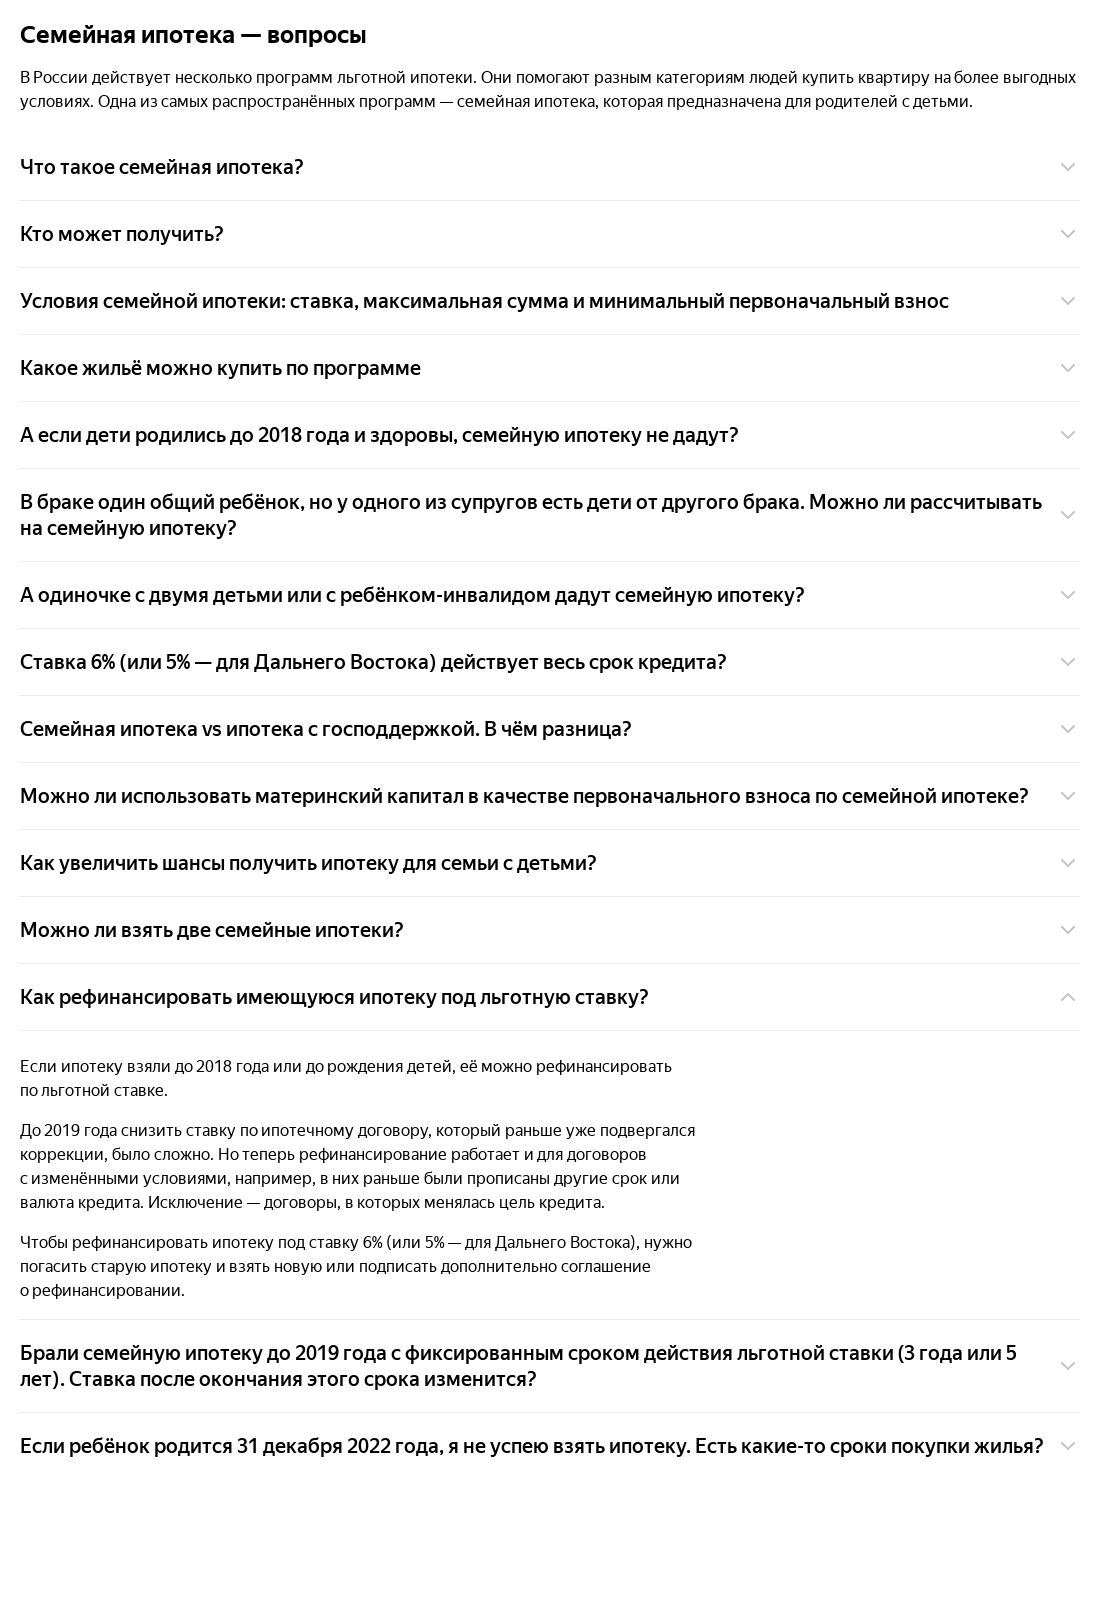 Семейная ипотека — вопросы
В России действует несколько программ льготной ипотеки. Они помогают разным категориям людей купить квартиру на более выгодных
условиях. Одна из самых распространённых программ — семейная ипотека, которая предназначена для родителей с детьми.
Что такое семейная ипотека?
Кто может получить?
Условия семейной ипотеки: ставка, максимальная сумма и минимальный первоначальный взнос
Какое жильё можно купить по программе
А если дети родились до 2018 года и здоровы, семейную ипотеку не дадут?
В браке один общий ребёнок, но у одного из супругов есть дети от другого брака. Можно ли рассчитывать
на семейную ипотеку?
А одиночке с двумя детьми или с ребёнком-инвалидом дадут семейную ипотеку?
Ставка 6% (или 5% — для Дальнего Востока) действует весь срок кредита?
Семейная ипотека vs ипотека с господдержкой. В чём разница?
Можно ли использовать материнский капитал в качестве первоначального взноса по семейной ипотеке?
Как увеличить шансы получить ипотеку для семьи с детьми?
Можно ли взять две семейные ипотеки?
Как рефинансировать имеющуюся ипотеку под льготную ставку?
Если ипотеку взяли до 2018 года или до рождения детей, её можно рефинансировать
по льготной ставке.
До 2019 года снизить ставку по ипотечному договору, который раньше уже подвергался
коррекции, было сложно. Но теперь рефинансирование работает и для договоров
с изменёнными условиями, например, в них раньше были прописаны другие срок или
валюта кредита. Исключение — договоры, в которых менялась цель кредита.
Чтобы рефинансировать ипотеку под ставку 6% (или 5% — для Дальнего Востока), нужно
погасить старую ипотеку и взять новую или подписать дополнительно соглашение
о рефинансировании.
Брали семейную ипотеку до 2019 года с фиксированным сроком действия льготной ставки (3 года или 5
лет). Ставка после окончания этого срока изменится?
Если ребёнок родится 31 декабря 2022 года, я не успею взять ипотеку. Есть какие-то сроки покупки жилья?